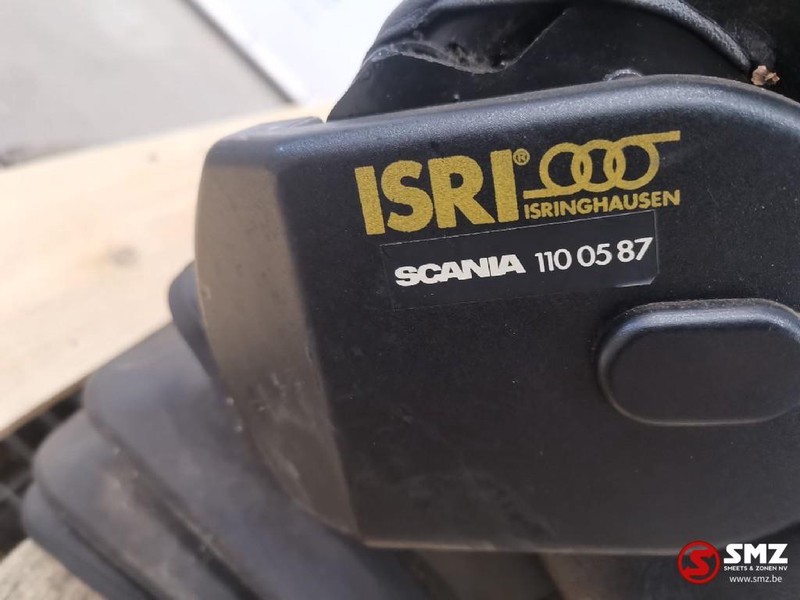 ISRI®
ISRINGHAUSEN
SCANIA 110 05 87
SMZ
SMEETS & ZONEN NV
www.smz.be